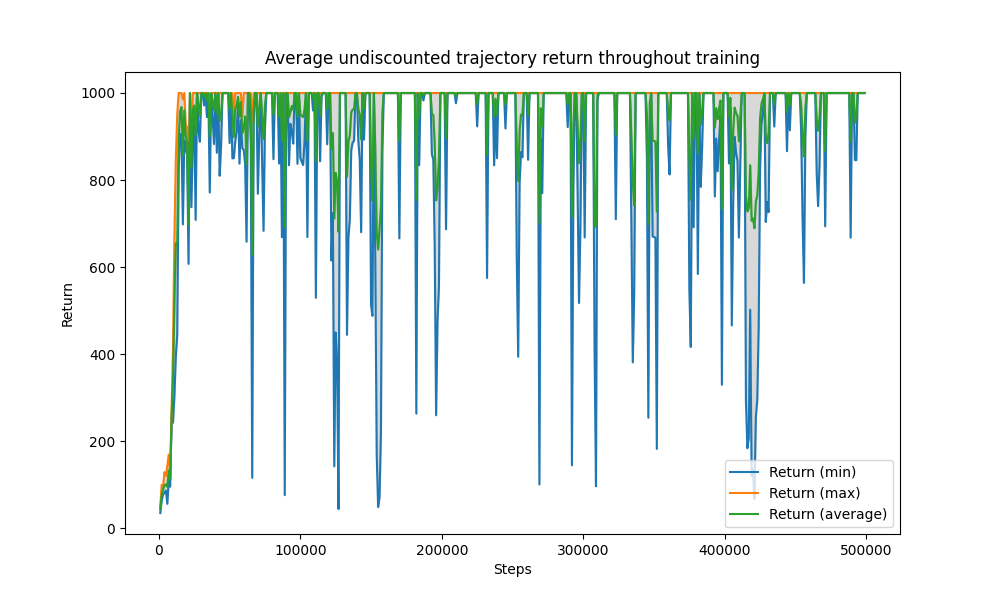 Average undiscounted trajectory return throughout training
1000
800
600
400
200
0
Return
Return (min)
Return (max)
Return (average)
0 100000 200000 300000 400000 500000
Steps